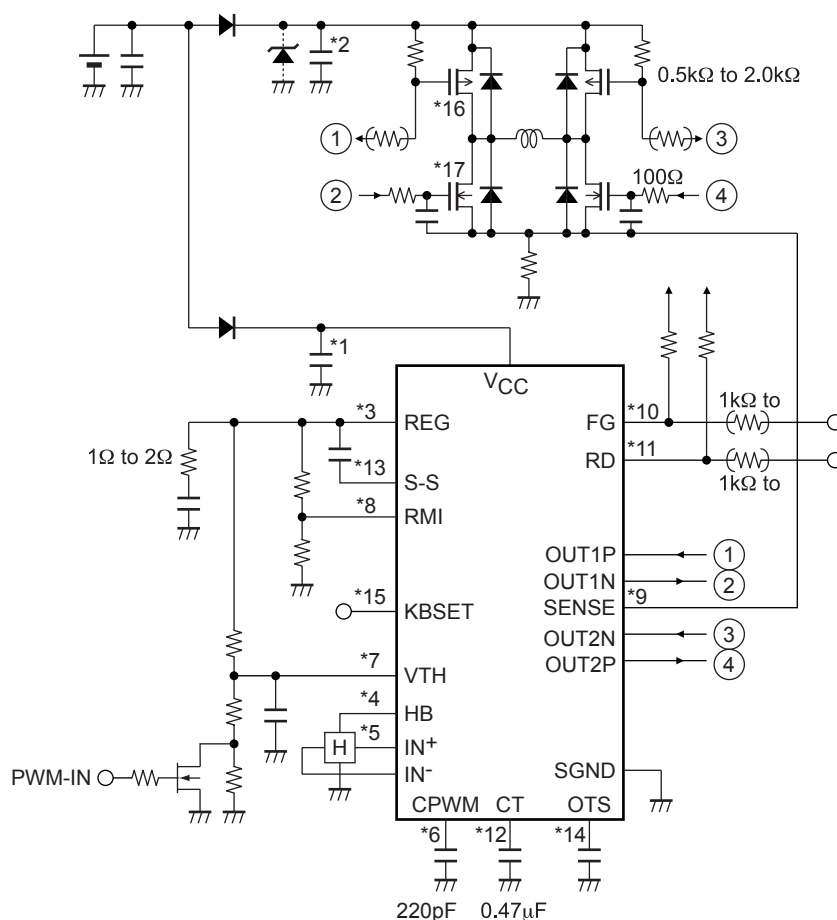 *2
*16
0.5kΩ to 2.0kΩ
1
3
*17
100Ω
2
4
*1
VCC
*3
REG
FG
*10
1kΩ to
1Ω to 2Ω
*13
S-S
RD
*11
1kΩ to
*8
RMI
OUT1P
1
OUT1N
2
*15
KBSET
SENSE
*9
OUT2N
3
*7
VTH
OUT2P
4
*4
HB
*5
H
IN+
IN-
PWM-IN
SGND
CPWM
CT
OTS
*6
*12
*14
220pF
0.47μF